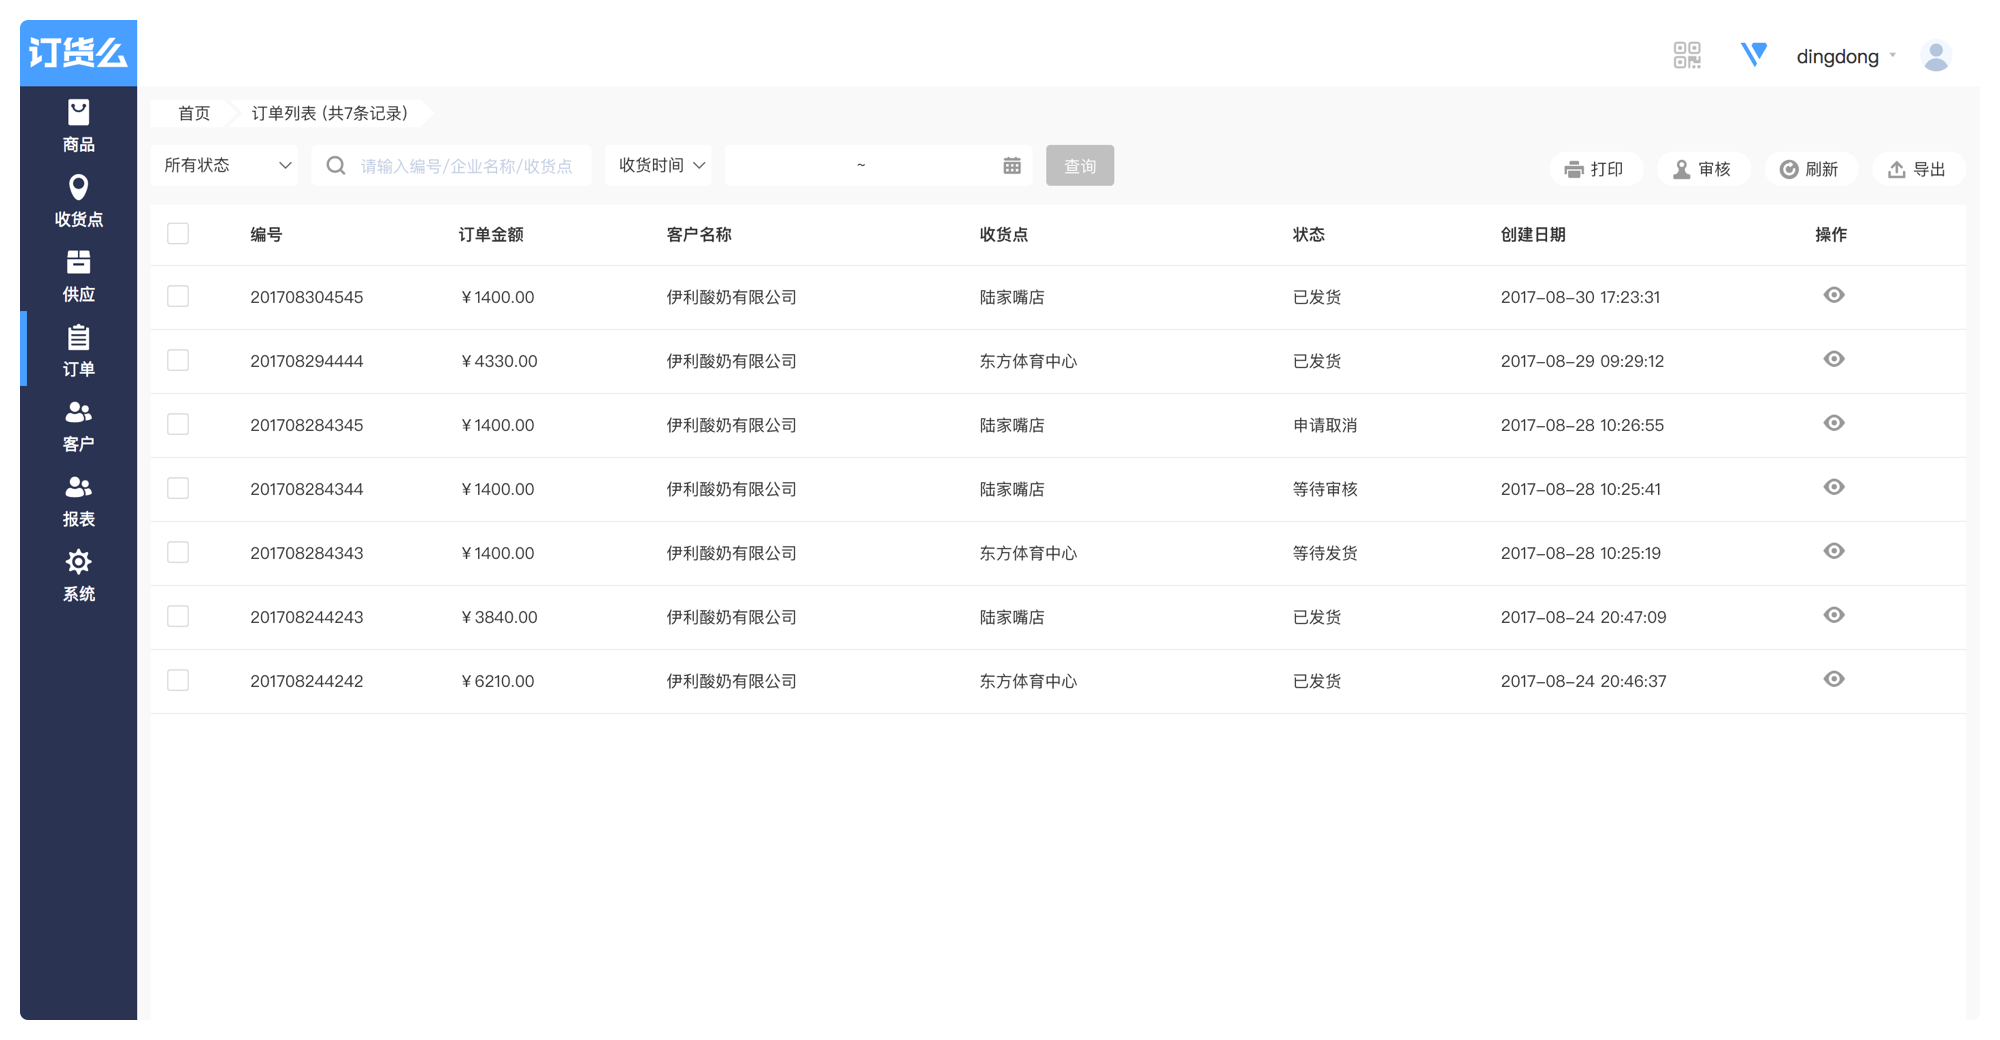 订货么
dingdong
商品
收货点
供应
订单
客户
报表
系统
首页 订单列表 (共7条记录)
所有状态 请输入编号/企业名称/收货点 收货时间 ~ 查询 打印 审核 刷新 导出
编号 订单金额 客户名称 收货点 状态 创建日期 操作
201708304545 ¥1400.00 伊利酸奶有限公司 陆家嘴店 已发货 2017-08-30 17:23:31
201708294444 ¥4330.00 伊利酸奶有限公司 东方体育中心 已发货 2017-08-29 09:29:12
201708284345 ¥1400.00 伊利酸奶有限公司 陆家嘴店 申请取消 2017-08-28 10:26:55
201708284344 ¥1400.00 伊利酸奶有限公司 陆家嘴店 等待审核 2017-08-28 10:25:41
201708284343 ¥1400.00 伊利酸奶有限公司 东方体育中心 等待发货 2017-08-28 10:25:19
201708244243 ¥3840.00 伊利酸奶有限公司 陆家嘴店 已发货 2017-08-24 20:47:09
201708244242 ¥6210.00 伊利酸奶有限公司 东方体育中心 已发货 2017-08-24 20:46:37